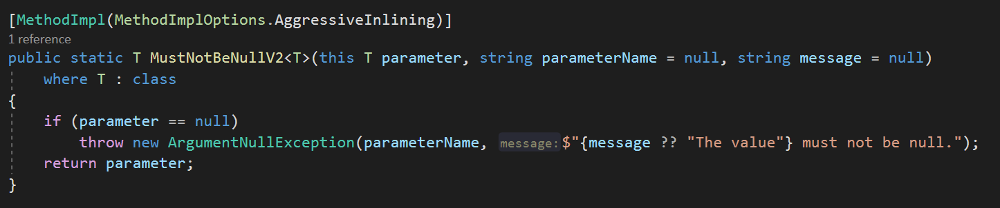 [MethodImpl(MethodImplOptions.AggressiveInlining)]
1 reference
public static T MustNotBeNullV2<T>(this T parameter, string parameterName = null, string message = null)
    where T : class
{
    if (parameter == null)
        throw new ArgumentNullException(parameterName, message:$"{message ?? "The value"} must not be null.");
    return parameter;
}